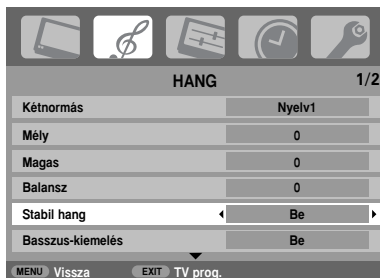 HANG 1/2
Kétnormás Nyelv1
Mély 0
Magas 0
Balansz 0
Stabil hang Be
Basszus-kiemelés Be
MENU Vissza EXIT TV prog.